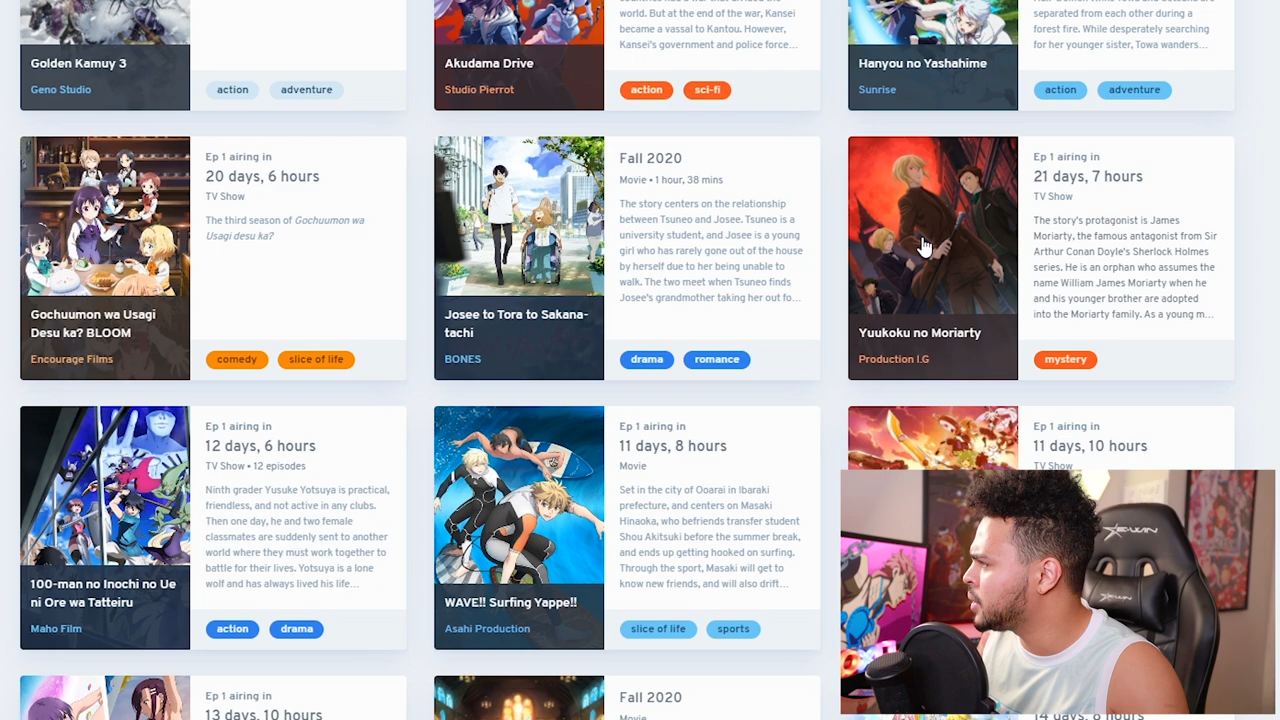 Golden Kamuy 3
Geno Studio
action
adventure
Akudama Drive
Studio Pierrot
world. But at the end of the war, Kansei
became a vassal to Kantou. However,
Kansei's government and police force...
action
sci-fi
Hanyou no Yashahime
Sunrise
separated from each other during a
forest fire. While desperately searching
for her younger sister, Towa wanders...
action
adventure
Gochuumon wa Usagi
Desu ka? BLOOM
Encourage Films
Ep 1 airing in
20 days, 6 hours
TV Show
The third season of Gochuumon wa
Usagi desu ka?
comedy
slice of life
Josee to Tora to Sakana-
tachi
BONES
Fall 2020
Movie • 1 hour, 38 mins
The story centers on the relationship
between Tsuneo and Josee. Tsuneo is a
university student, and Josee is a young
girl who has rarely gone out of the house
by herself due to her being unable to
walk. The two meet when Tsuneo finds
Josee's grandmother taking her out fo...
drama
romance
Yuukoku no Moriarty
Production I.G
Ep 1 airing in
21 days, 7 hours
TV Show
The story's protagonist is James
Moriarty, the famous antagonist from Sir
Arthur Conan Doyle's Sherlock Holmes
series. He is an orphan who assumes the
name William James Moriarty when he
and his younger brother are adopted
into the Moriarty family. As a young m...
mystery
100-man no Inochi no Ue
ni Ore wa Tatteiru
Maho Film
Ep 1 airing in
12 days, 6 hours
TV Show • 12 episodes
Ninth grader Yusuke Yotsuya is practical,
friendless, and not active in any clubs.
Then one day, he and two female
classmates are suddenly sent to another
world where they must work together to
battle for their lives. Yotsuya is a lone
wolf and has always lived his life...
action
drama
WAVE!! Surfing Yappe!!
Asahi Production
Ep 1 airing in
11 days, 8 hours
Movie
Set in the city of Ooarai in Ibaraki
prefecture, and centers on Masaki
Hinaoka, who befriends transfer student
Shou Akitsuki before the summer break,
and ends up getting hooked on surfing.
Through the sport, Masaki will get to
know new friends, and will also drift...
slice of life
sports
Ep 1 airing in
11 days, 10 hours
TV Show
E-WIN
E-WIN
Ep 1 airing in
13 days, 10 hours
Fall 2020
Movie